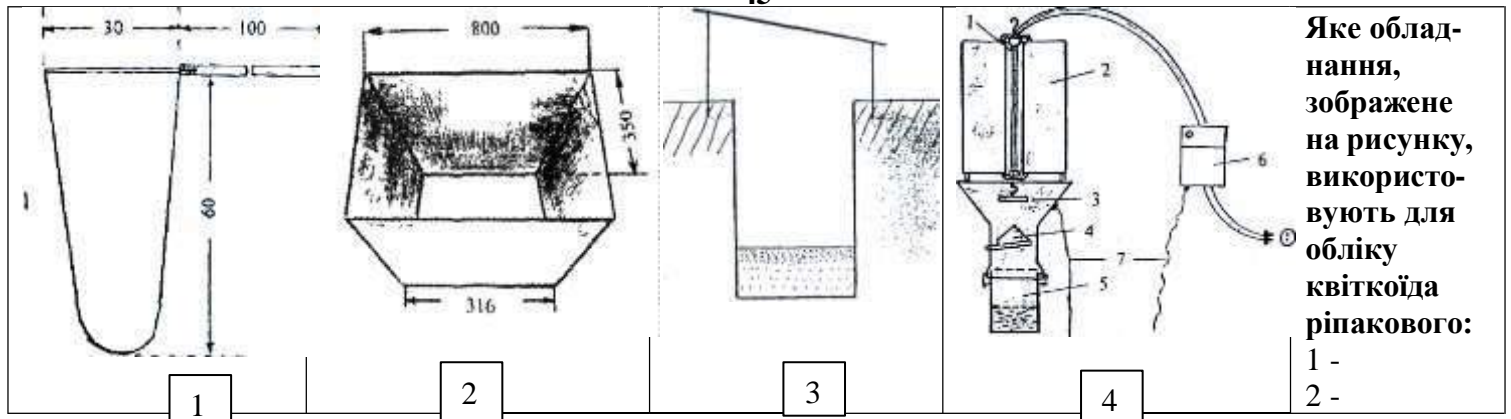 30
100
60
1
800
350
316
2
3
1
2
3
4
5
6
7
4
Яке облад-
нання,
зображене
на рисунку,
використо-
вують для
обліку
квіткоїда
ріпакового:
1 -
2 -